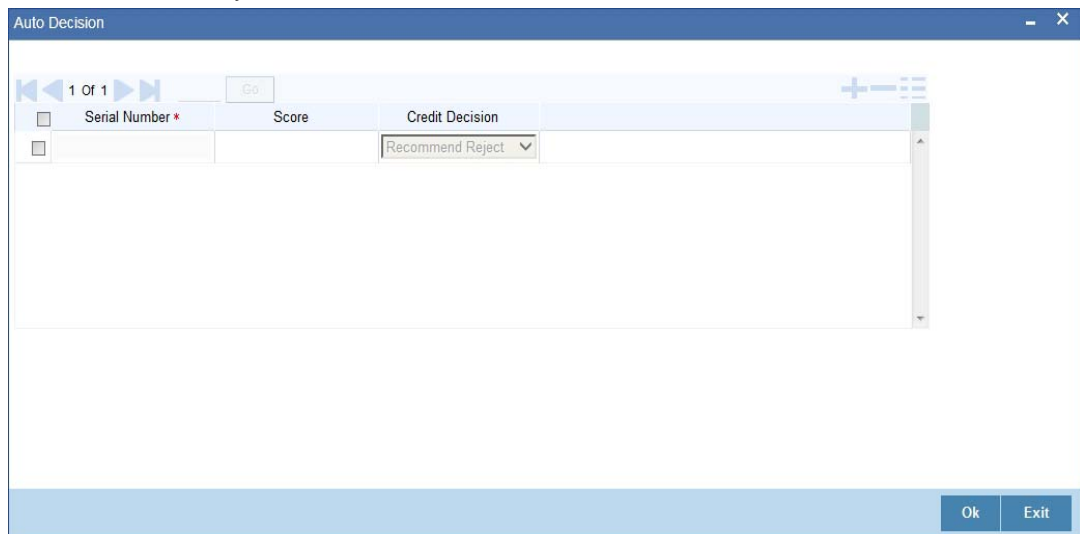 Auto Decision
1 Of 1 Go
Serial Number * Score Credit Decision
Recommend Reject
Ok Exit